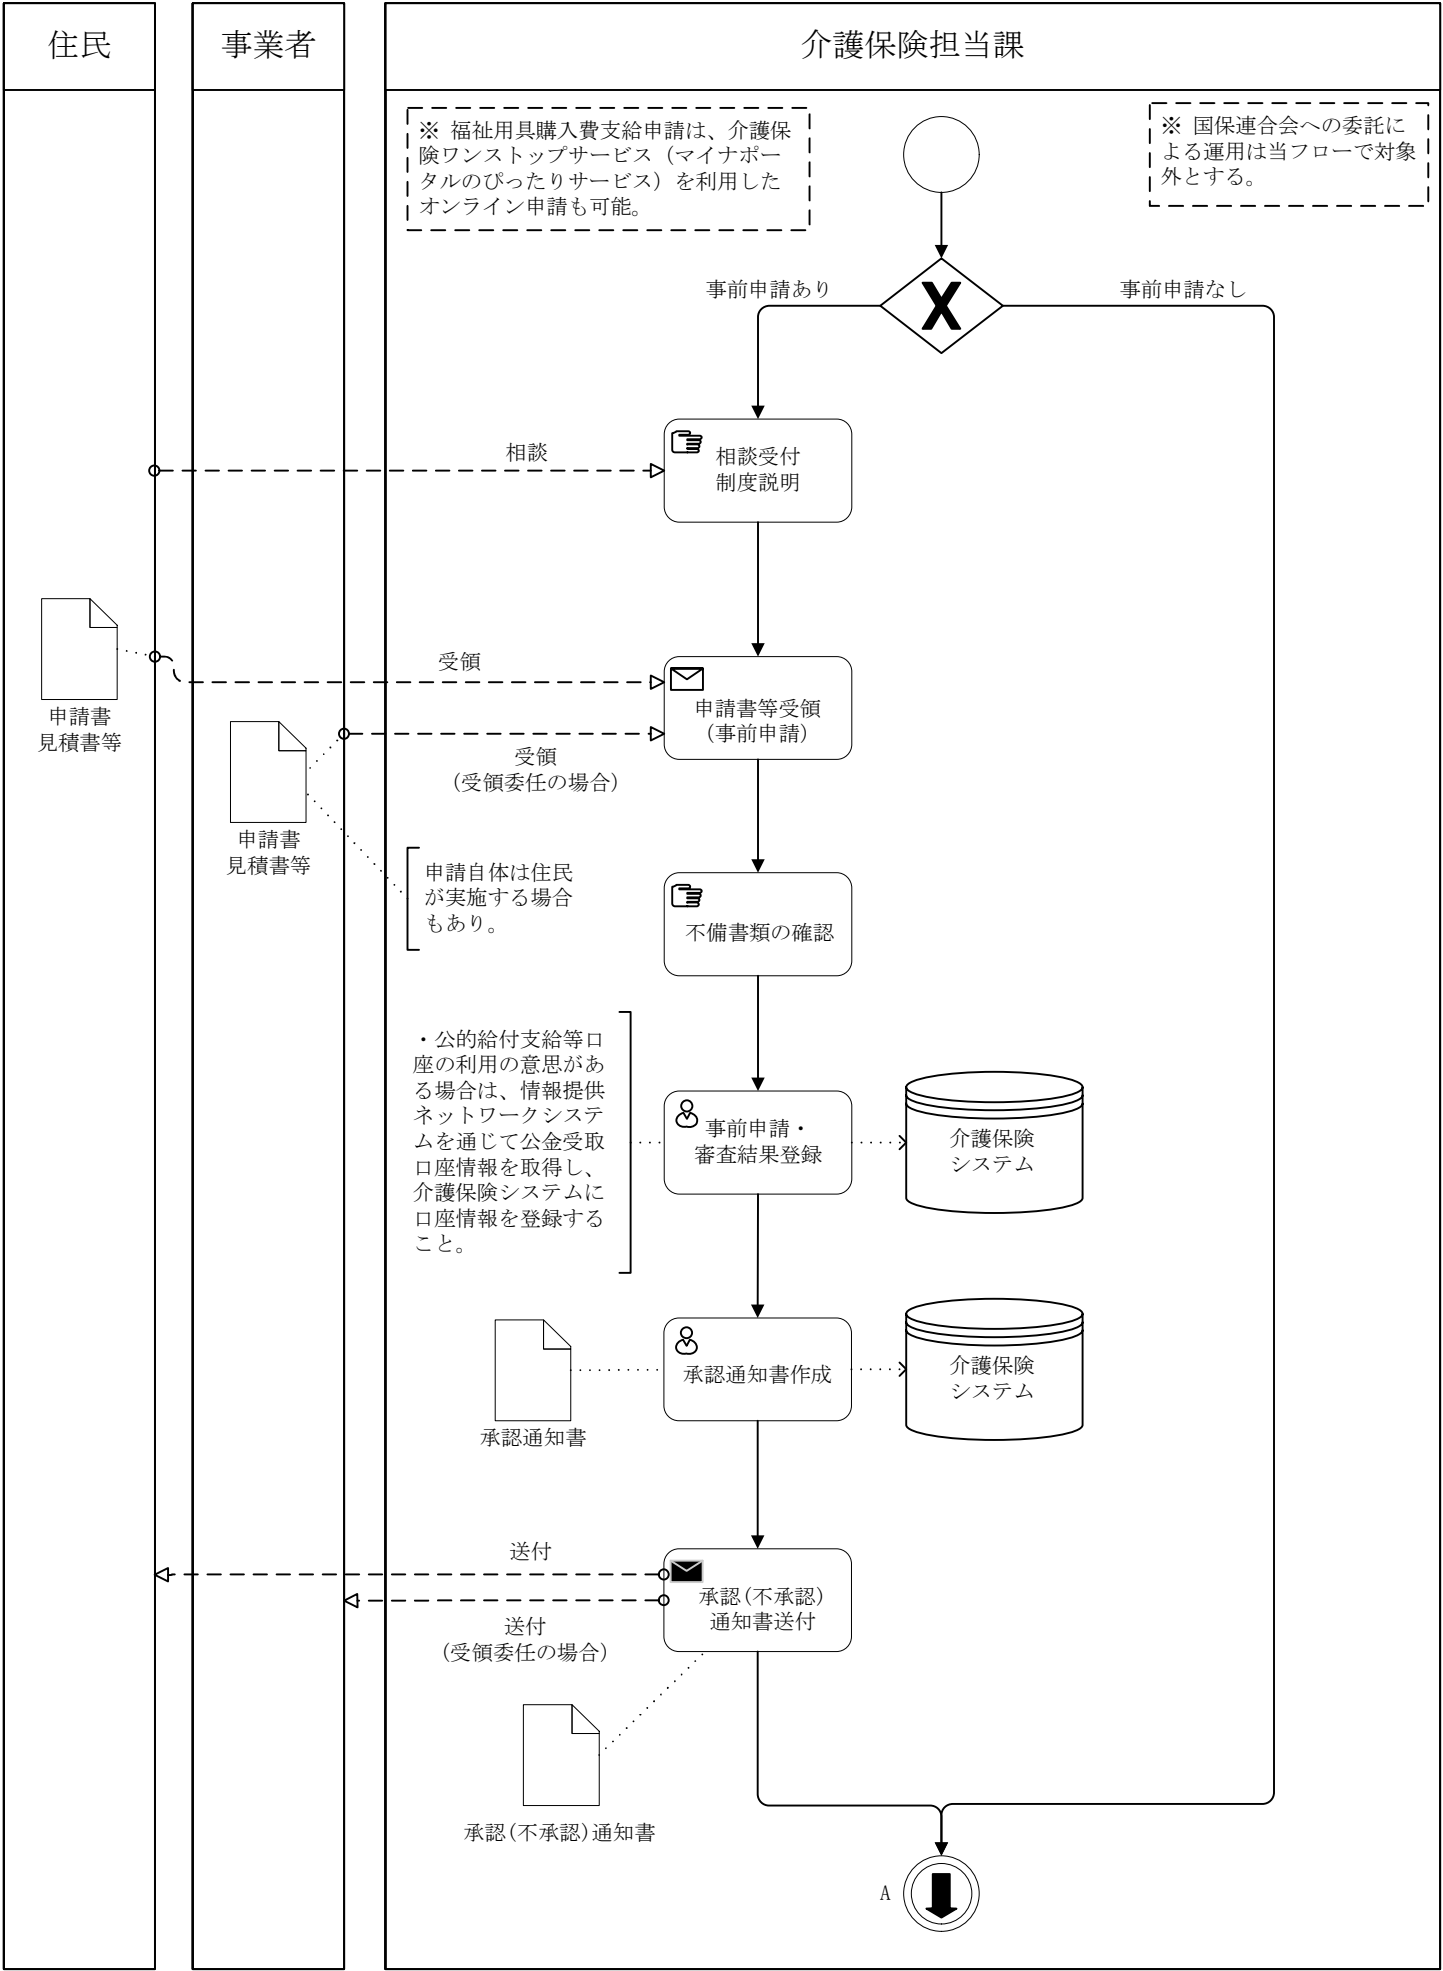 住民
事業者
介護保険担当課
※ 福祉用具購入費支給申請は、介護保
険ワンストップサービス（マイナポー
タルのぴったりサービス）を利用した
オンライン申請も可能。
※ 国保連合会への委託に
よる運用は当フローで対象
外とする。
事前申請あり
事前申請なし
相談
相談受付
制度説明
申請書
見積書等
受領
申請書等受領
（事前申請）
受領
（受領委任の場合）
申請書
見積書等
申請自体は住民
が実施する場合
もあり。
不備書類の確認
・公的給付支給等口
座の利用の意思があ
る場合は、情報提供
ネットワークシステ
ムを通じて公金受取
口座情報を取得し、
介護保険システムに
口座情報を登録する
こと。
事前申請・
審査結果登録
介護保険
システム
承認通知書
承認通知書作成
介護保険
システム
送付
承認(不承認)
通知書送付
送付
（受領委任の場合）
承認(不承認)通知書
A